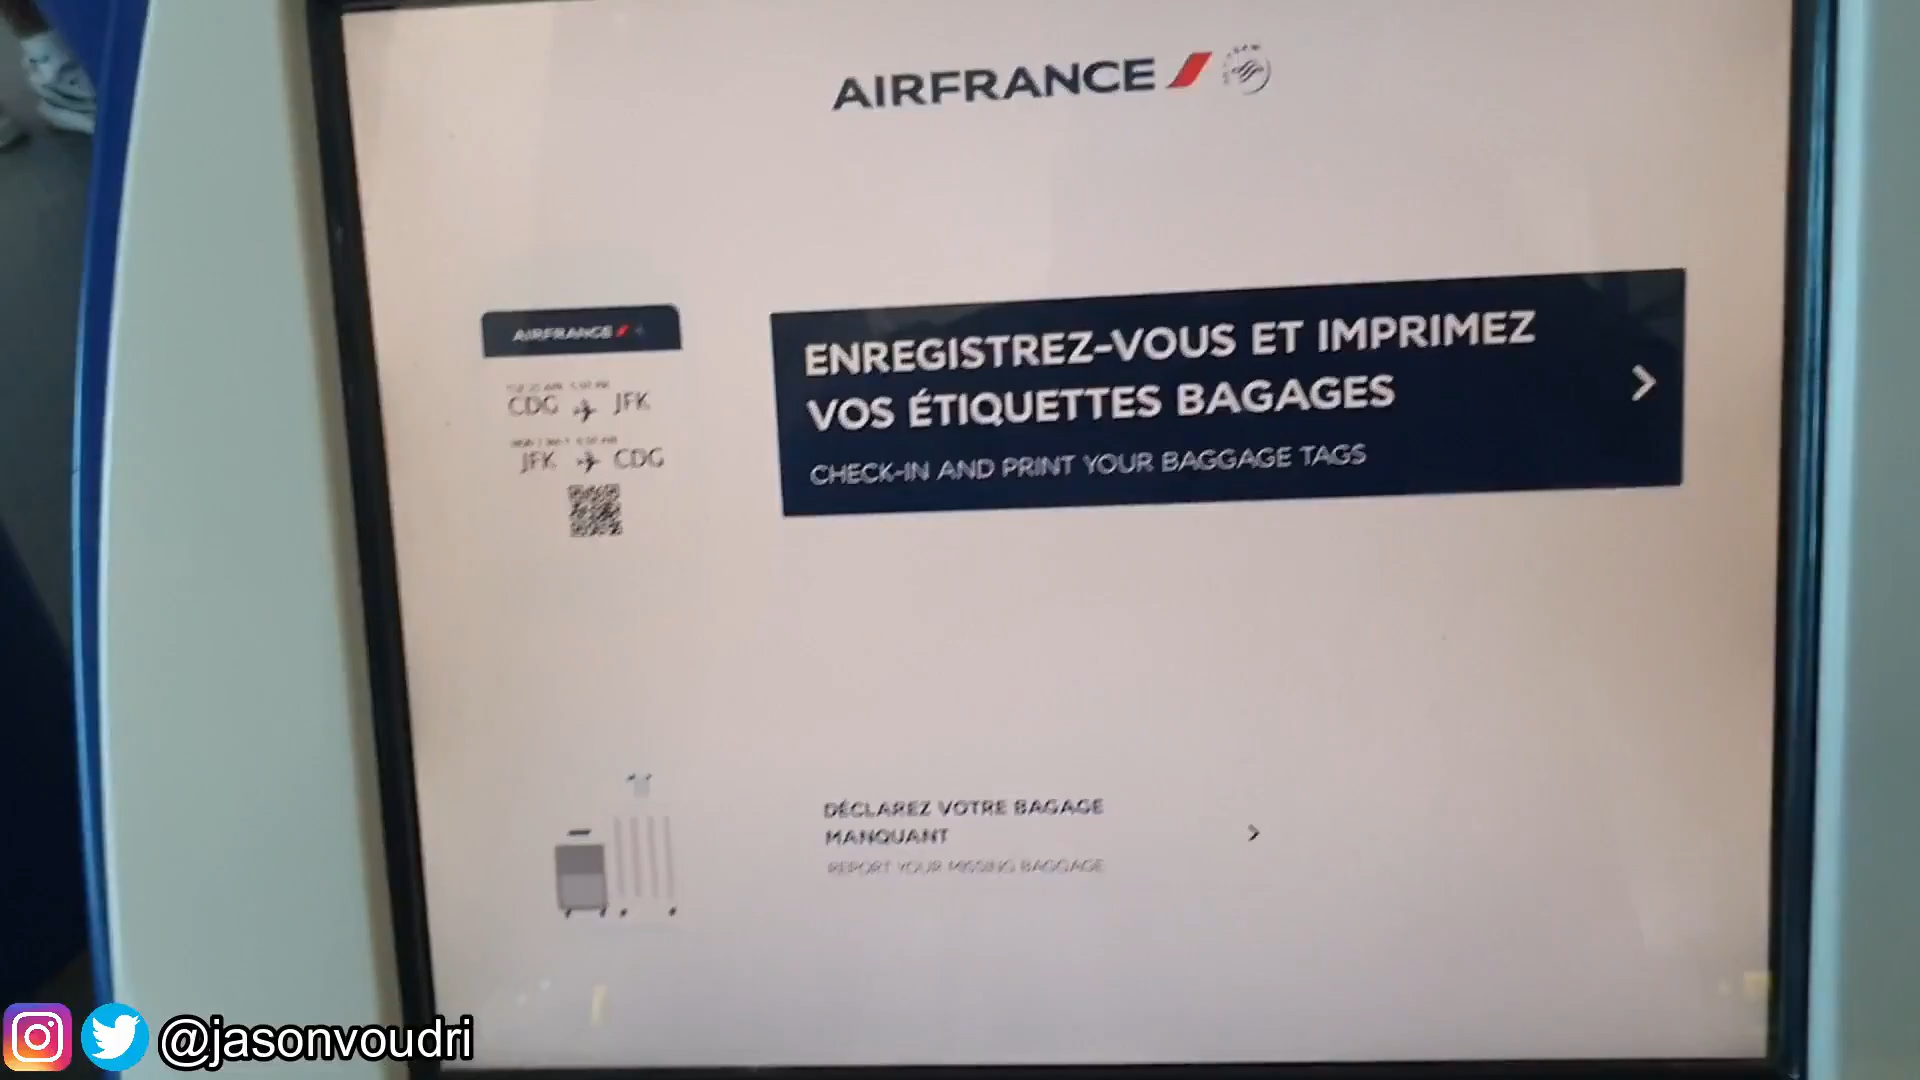 AIRFRANCE
AIRFRANCE
CDG JFK
JFK CDG
ENREGISTREZ-VOUS ET IMPRIMEZ
VOS ÉTIQUETTES BAGAGES
CHECK-IN AND PRINT YOUR BAGGAGE TAGS
DÉCLAREZ VOTRE BAGAGE
MANQUANT
REPORT YOUR MISSING BAGGAGE
@jasonvoudri